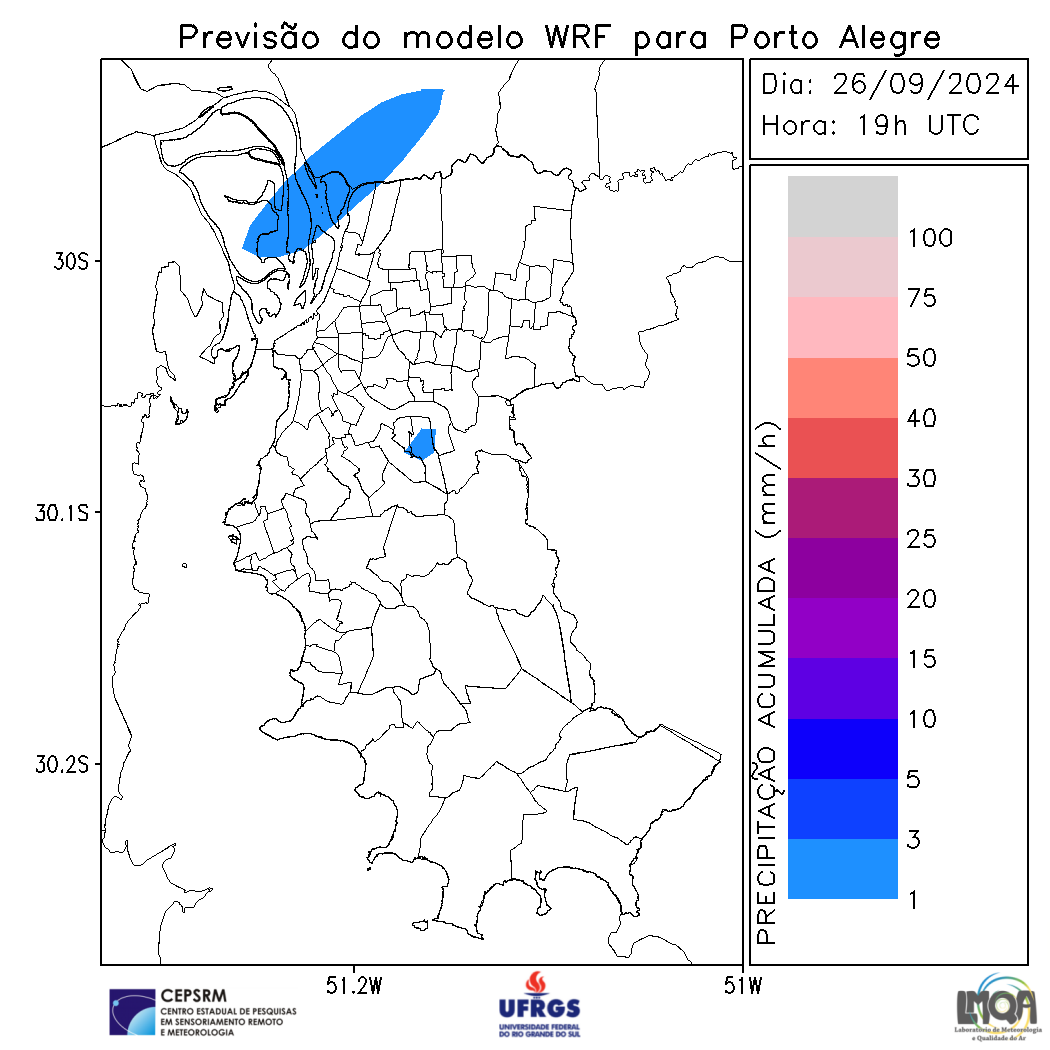 Previsão do modelo WRF para Porto Alegre
Dia: 26/09/2024
Hora: 19h UTC
30S
30.1S
30.2S
51.2W
51W
PRECIPITAÇÃO ACUMULADA (mm/h)
100
75
50
40
30
25
20
15
10
5
3
1
CEPSRM
CENTRO ESTADUAL DE PESQUISAS
EM SENSORIAMENTO REMOTO
E METEOROLOGIA
UFRGS
UNIVERSIDADE FEDERAL
DO RIO GRANDE DO SUL
LMQA
Laboratório de Meteorologia
e Qualidade do Ar